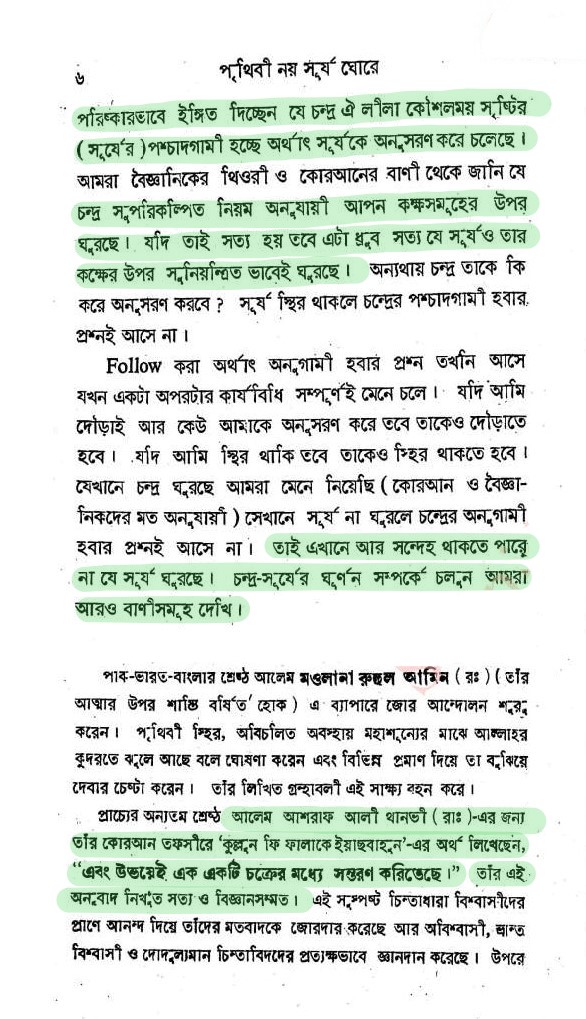 ৬
পৃথিবী নয় সূর্য ঘোরে
পরিষ্কারভাবে ইঙ্গিত দিচ্ছেন যে চন্দ্র ঐ লীলা কৌশলময় সৃষ্টির
( সূর্যের ) পশ্চাদগামী হচ্ছে অর্থাৎ সূর্যকে অনুসরণ করে চলেছে ।
আমরা বৈজ্ঞানিকের থিওরী ও কোরআনের বাণী থেকে জানি যে
চন্দ্র সুপরিকল্পিত নিয়ম অনুযায়ী আপন কক্ষসমূহের উপর
ঘুরছে । যদি তাই সত্য হয় তবে এটা ধ্রুব সত্য যে সূর্যও তার
কক্ষের উপর সুনিয়ন্ত্রিত ভাবেই ঘুরছে । অন্যথায় চন্দ্র তাকে কি
করে অনুসরণ করবে ? সূর্য স্থির থাকলে চন্দ্রের পশ্চাদগামী হবার
প্রশ্নই আসে না ।
Follow করা অর্থাৎ অনুগামী হবার প্রশ্ন তখনি আসে
যখন একটা অপরটার কার্যবিধি সম্পূর্ণই মেনে চলে । যদি আমি
দৌড়াই আর কেউ আমাকে অনুসরণ করে তবে তাকেও দৌড়াতে
হবে । যদি আমি স্থির থাকি তবে তাকেও স্হির থাকতে হবে ।
যেখানে চন্দ্র ঘুরছে আমরা মেনে নিয়েছি ( কোরআন ও বৈজ্ঞা-
নিকদের মত অনুযায়ী ) সেখানে সূর্য না ঘুরলে চন্দ্রের অনুগামী
হবার প্রশ্নই আসে না । তাই এখানে আর সন্দেহ থাকতে পারে
না যে সূর্য ঘুরছে । চন্দ্র-সূর্যের ঘূর্ণন সম্পর্কে চলুন আমরা
আরও বাণীসমূহ দেখি ।
পাক-ভারত-বাংলার শ্রেষ্ঠ আলেম মওলানা রুহুল আমিন ( রঃ ) ( তাঁর
আত্মার উপর শান্তি বর্ষিত হোক ) এ ব্যাপারে জোর আন্দোলন শুরু
করেন । পৃথিবী স্হির, অবিচলিত অবস্হায় মহাশূন্যের মাঝে আল্লাহর
কুদরতে ঝুলে আছে বলে ঘোষণা করেন এবং বিভিন্ন প্রমাণ দিয়ে তা বুঝিয়ে
দেবার চেষ্টা করেন । তাঁর লিখিত গ্রন্হাবলী এই সাক্ষ্য বহন করে ।
প্রাচ্যের অন্যতম শ্রেষ্ঠ আলেম আশরাফ আলী থানভী ( রাঃ )-এর জন্য
তাঁর কোরআন তফসীরে ‘কুল্লুন ফি ফালাকে ইয়াছবাহুন’-এর অর্থ লিখেছেন,
“এবং উভয়েই এক একটি চক্রের মধ্যে সন্তরণ করিতেছে ।” তাঁর এই
অনুবাদ নিখুঁত সত্য ও বিজ্ঞানসম্মত । এই সুস্পষ্ট চিন্তাধারা বিশ্বাসীদের
প্রাণে আনন্দ দিয়ে তাঁদের মতবাদকে জোরদার করেছে আর অবিশ্বাসী, ভ্রান্ত
বিশ্বাসী ও দোদুল্যমান চিন্তাবিদদের প্রত্যক্ষভাবে জ্ঞানদান করেছে । উপরে